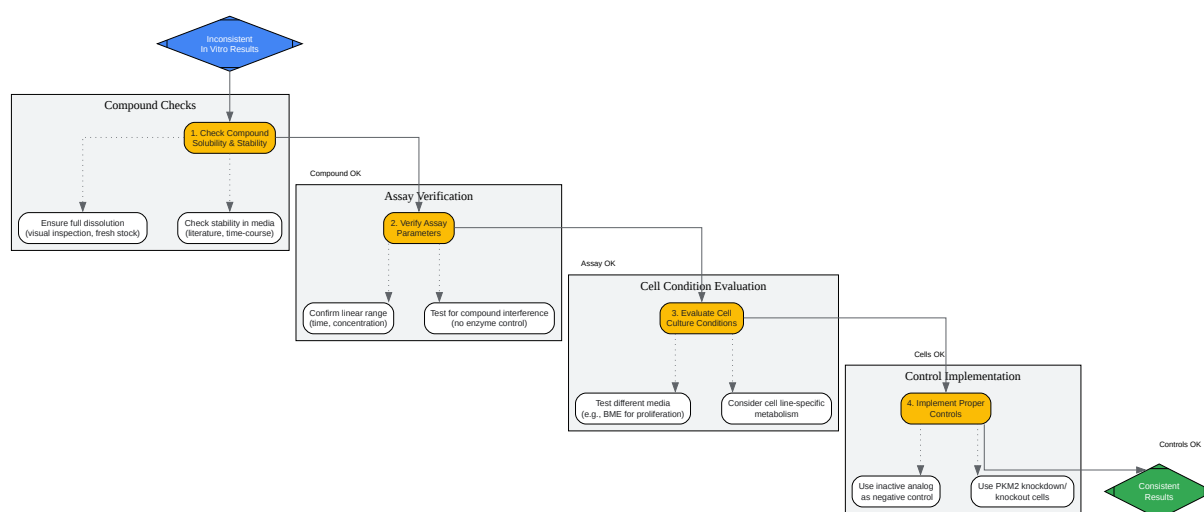 Inconsistent
In Vitro Results
Compound Checks
1. Check Compound
Solubility & Stability
Ensure full dissolution
(visual inspection, fresh stock)
Check stability in media
(literature, time-course)
Compound OK
Assay Verification
2. Verify Assay
Parameters
Confirm linear range
(time, concentration)
Test for compound interference
(no enzyme control)
Assay OK
Cell Condition Evaluation
3. Evaluate Cell
Culture Conditions
Test different media
(e.g., BME for proliferation)
Consider cell line-specific
metabolism
Cells OK
Control Implementation
4. Implement Proper
Controls
Use inactive analog
as negative control
Use PKM2 knockdown/
knockout cells
Controls OK
Consistent
Results